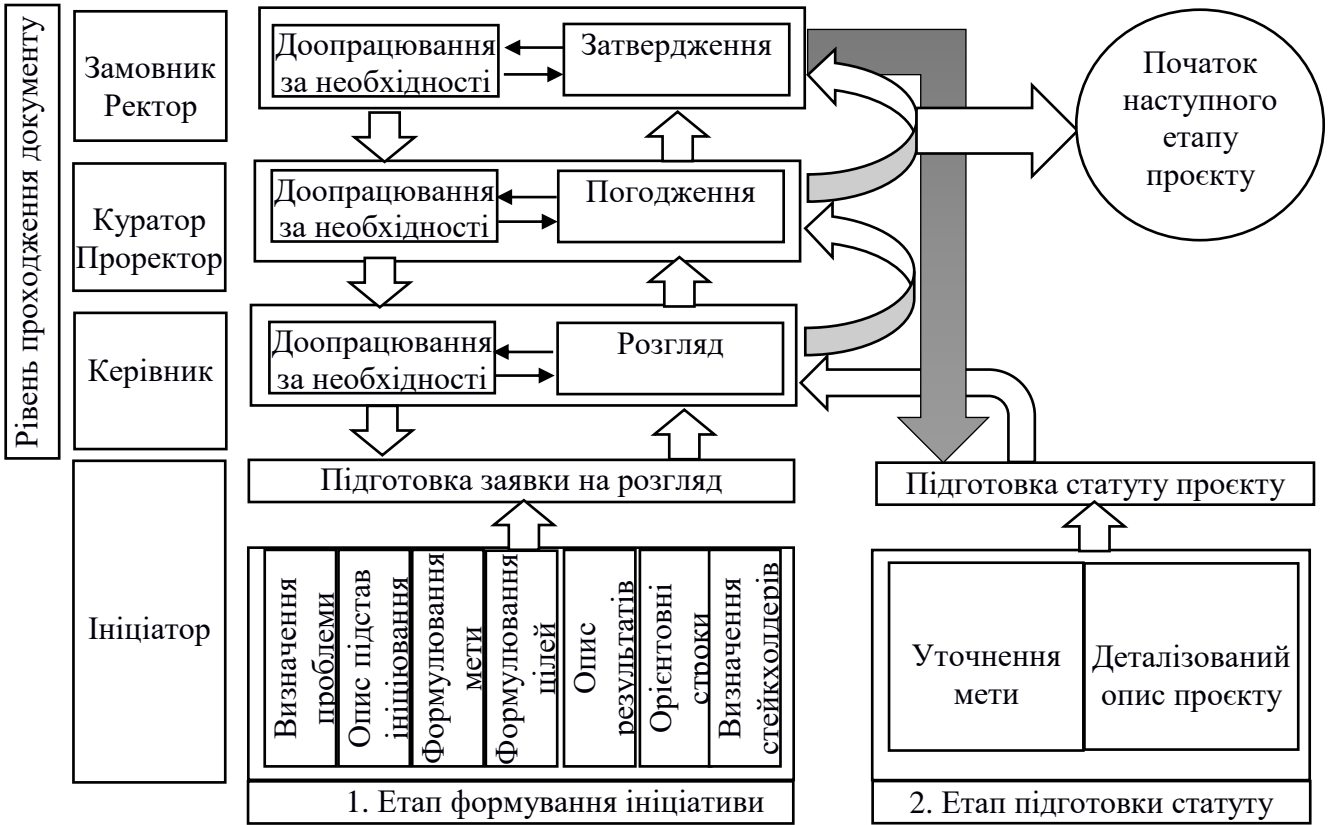 Рівень проходження документу
Замовник
Ректор
Доопрацювання
за необхідності
Затвердження
Початок
наступного
етапу
проєкту
Куратор
Проректор
Доопрацювання
за необхідності
Погодження
Керівник
Доопрацювання
за необхідності
Розгляд
Ініціатор
Підготовка заявки на розгляд
Підготовка статуту проєкту
Визначення
проблеми
Опис підстав
ініціювання
Формулювання
мети
Формулювання
цілей
Опис
результатів
Орієнтовні
строки
Визначення
стейкхолдерів
Уточнення
мети
Деталізований
опис проєкту
1. Етап формування ініціативи
2. Етап підготовки статуту